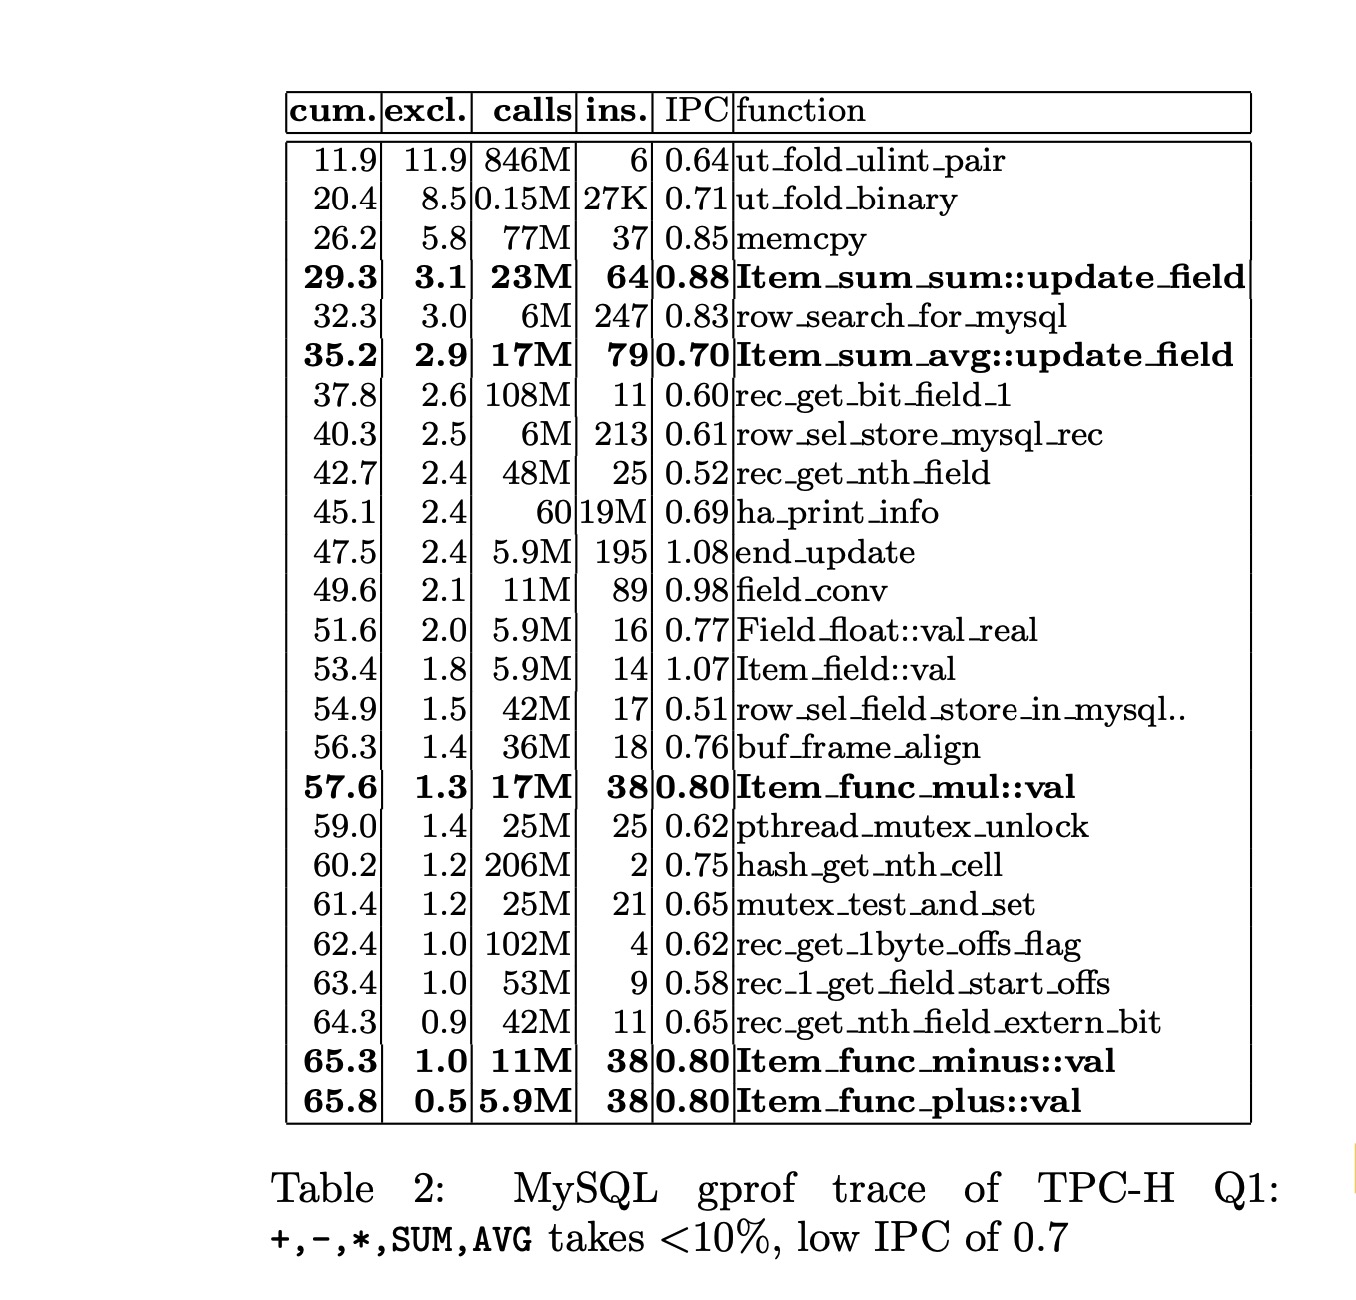 cum. excl. calls ins. IPC function
11.9 11.9 846M 6 0.64 ut_fold_ulint_pair
20.4 8.5 0.15M 27K 0.71 ut_fold_binary
26.2 5.8 77M 37 0.85 memcpy
29.3 3.1 23M 64 0.88 Item_sum_sum::update_field
32.3 3.0 6M 247 0.83 row_search_for_mysql
35.2 2.9 17M 79 0.70 Item_sum_avg::update_field
37.8 2.6 108M 11 0.60 rec_get_bit_field_1
40.3 2.5 6M 213 0.61 row_sel_store_mysql_rec
42.7 2.4 48M 25 0.52 rec_get_nth_field
45.1 2.4 60 19M 0.69 ha_print_info
47.5 2.4 5.9M 195 1.08 end_update
49.6 2.1 11M 89 0.98 field_conv
51.6 2.0 5.9M 16 0.77 Field_float::val_real
53.4 1.8 5.9M 14 1.07 Item_field::val
54.9 1.5 42M 17 0.51 row_sel_field_store_in_mysql..
56.3 1.4 36M 18 0.76 buf_frame_align
57.6 1.3 17M 38 0.80 Item_func_mul::val
59.0 1.4 25M 25 0.62 pthread_mutex_unlock
60.2 1.2 206M 2 0.75 hash_get_nth_cell
61.4 1.2 25M 21 0.65 mutex_test_and_set
62.4 1.0 102M 4 0.62 rec_get_1byte_offs_flag
63.4 1.0 53M 9 0.58 rec_1_get_field_start_offs
64.3 0.9 42M 11 0.65 rec_get_nth_field_extern_bit
65.3 1.0 11M 38 0.80 Item_func_minus::val
65.8 0.5 5.9M 38 0.80 Item_func_plus::val
Table 2: MySQL gprof trace of TPC-H Q1:
+,-,*,SUM,AVG takes <10%, low IPC of 0.7